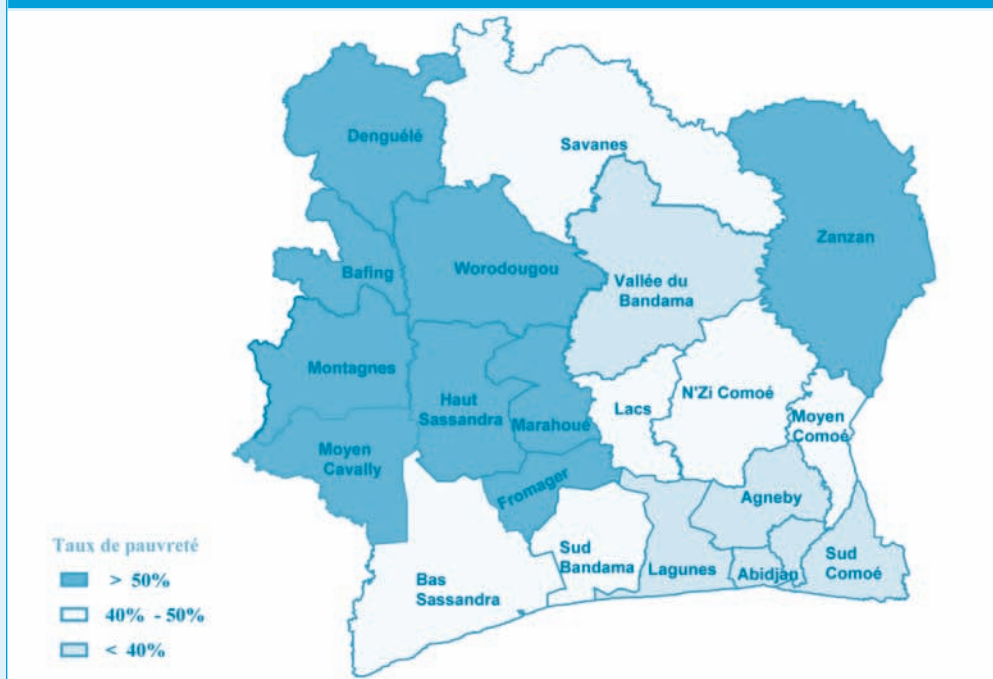 Denguélé
Savanes
Zanzan
Bafing
Worodougou
Vallée du
Bandama
Montagnes
Haut
Sassandra
Marahoué
Lacs
N'Zi Comoé
Moyen
Comoé
Moyen
Cavally
Fromager
Agneby
Sud
Bandama
Lagunes
Abidjan
Sud
Comoé
Bas
Sassandra
Taux de pauvreté
> 50%
40% - 50%
< 40%